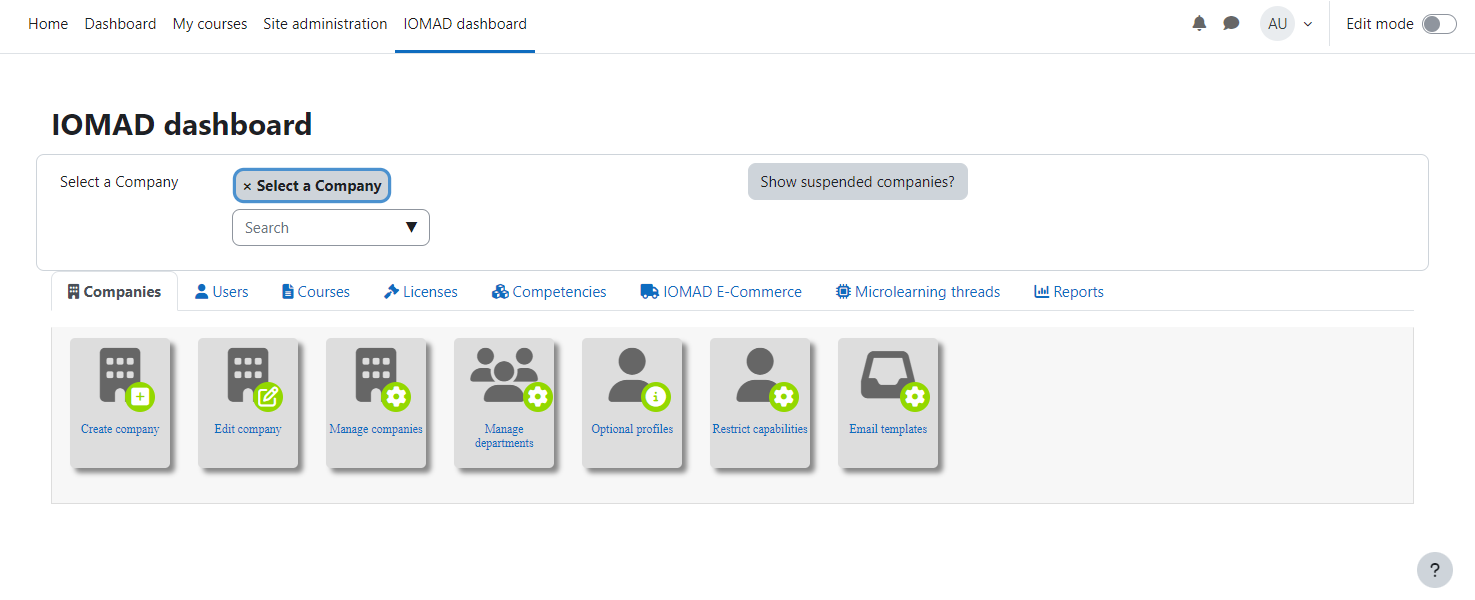 Home Dashboard My courses Site administration IOMAD dashboard AU Edit mode
IOMAD dashboard
Select a Company × Select a Company Show suspended companies?
Search ▼
Companies Users Courses Licenses Competencies IOMAD E-Commerce Microlearning threads Reports
Create company Edit company Manage companies Manage departments Optional profiles Restrict capabilities Email templates
?